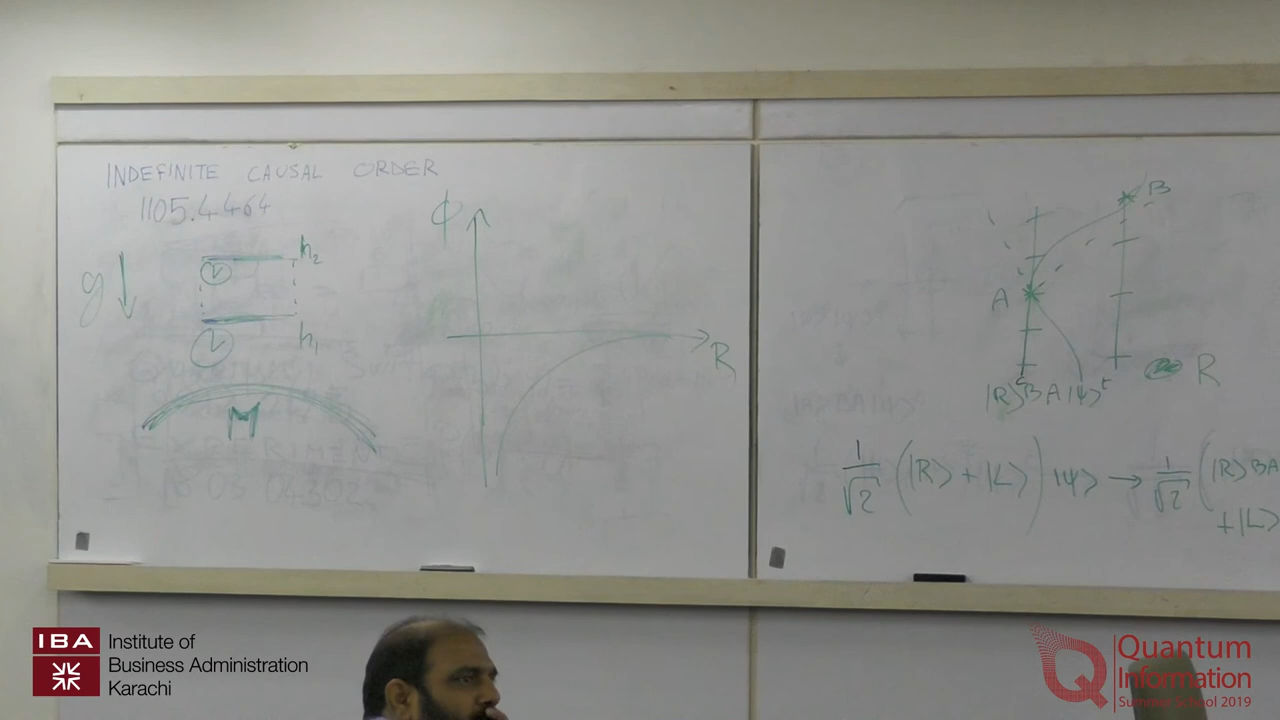 INDEFINITE CAUSAL ORDER
1105.4464
g
h₂
h₁
M
ϕ
R
B
A
R
|R⟩BA|ψ⟩
1/√2 (|R⟩ + |L⟩) |ψ⟩ → 1/√2 (|R⟩BA
+|L⟩
IBA
Institute of
Business Administration
Karachi
Quantum
Information
Summer School 2019